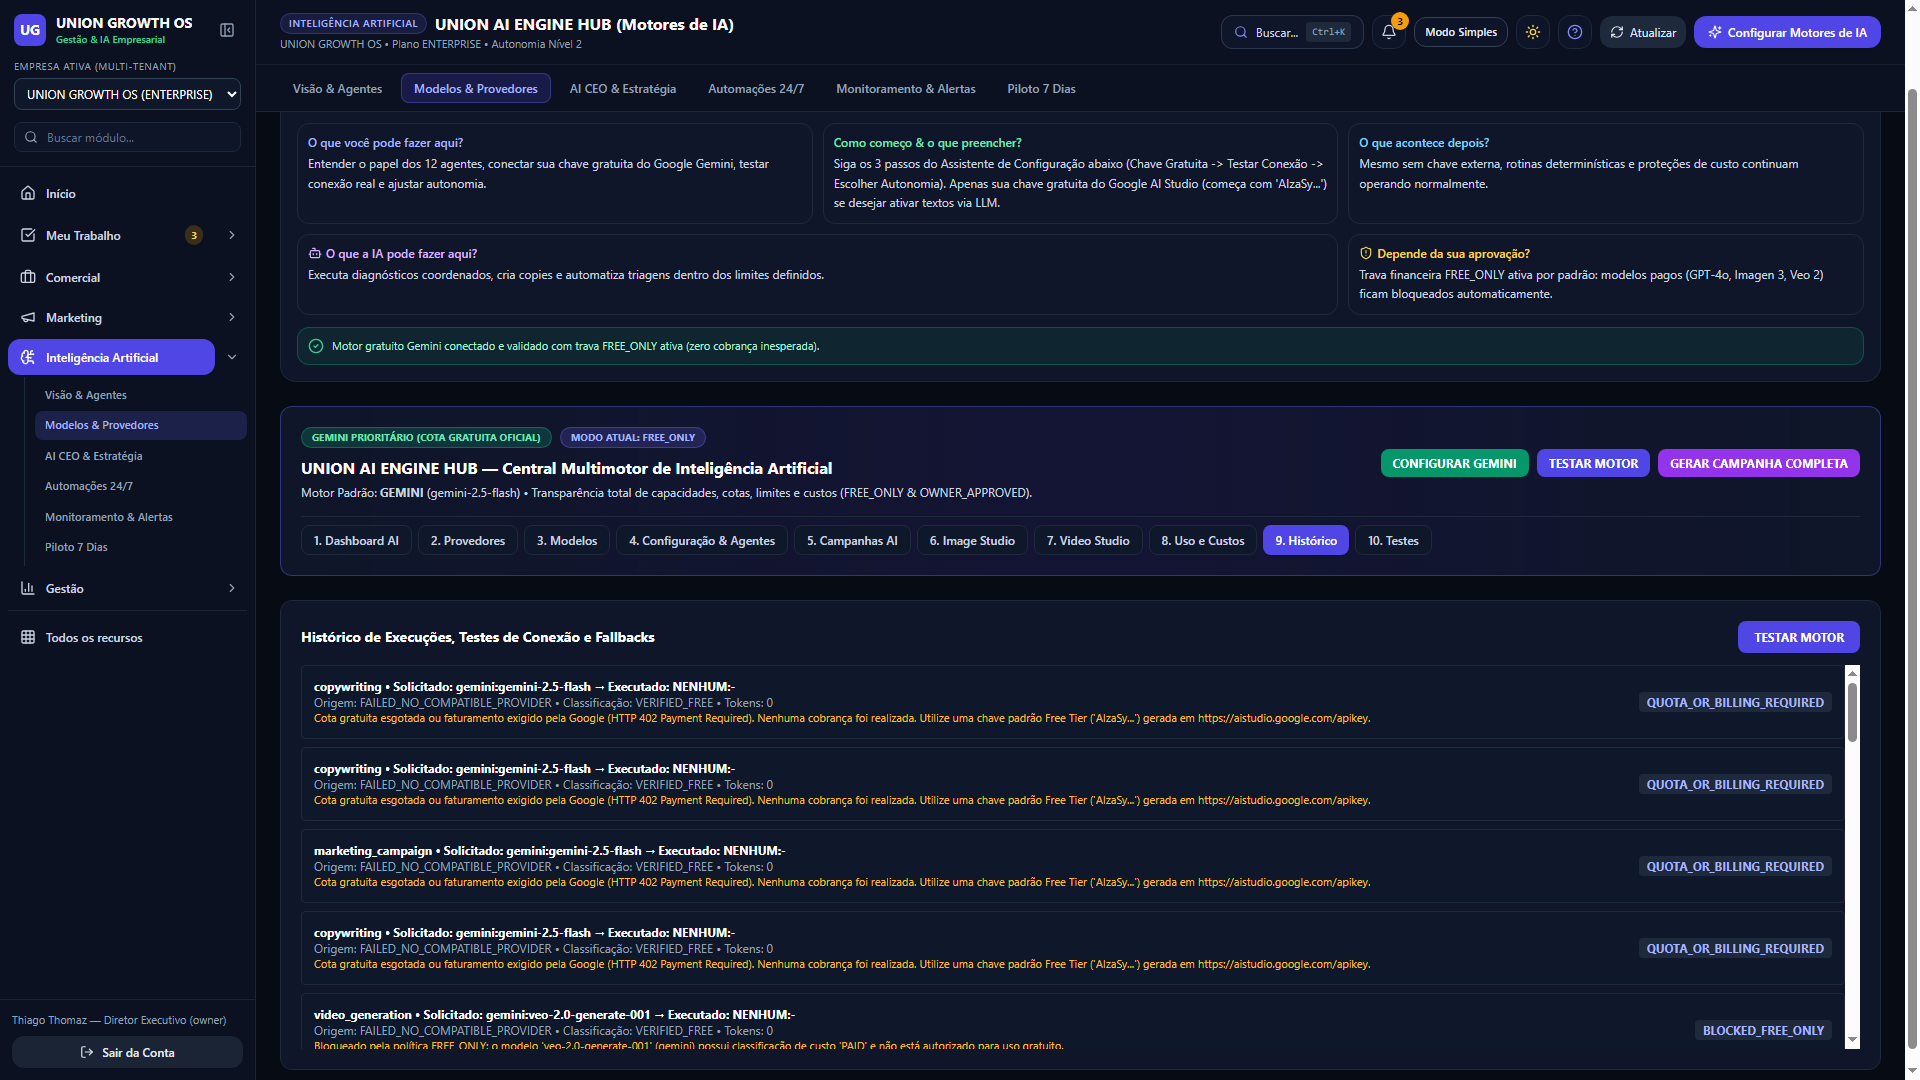 UG
UNION GROWTH OS
Gestão & IA Empresarial
EMPRESA ATIVA (MULTI-TENANT)
UNION GROWTH OS (ENTERPRISE)
Buscar módulo...
Início
Meu Trabalho
3
Comercial
Marketing
Inteligência Artificial
Visão & Agentes
Modelos & Provedores
AI CEO & Estratégia
Automações 24/7
Monitoramento & Alertas
Piloto 7 Dias
Gestão
Todos os recursos
Thiago Thomaz — Diretor Executivo (owner)
Sair da Conta
INTELIGÊNCIA ARTIFICIAL
UNION AI ENGINE HUB (Motores de IA)
UNION GROWTH OS • Plano ENTERPRISE • Autonomia Nível 2
Buscar...
Ctrl+K
3
Modo Simples
Atualizar
Configurar Motores de IA
Visão & Agentes
Modelos & Provedores
AI CEO & Estratégia
Automações 24/7
Monitoramento & Alertas
Piloto 7 Dias
O que você pode fazer aqui?
Entender o papel dos 12 agentes, conectar sua chave gratuita do Google Gemini, testar
conexão real e ajustar autonomia.
Como começo & o que preencher?
Siga os 3 passos do Assistente de Configuração abaixo (Chave Gratuita -> Testar Conexão ->
Escolher Autonomia). Apenas sua chave gratuita do Google AI Studio (começa com 'AIzaSy...')
se desejar ativar textos via LLM.
O que acontece depois?
Mesmo sem chave externa, rotinas determinísticas e proteções de custo continuam
operando normalmente.
O que a IA pode fazer aqui?
Executa diagnósticos coordenados, cria copies e automatiza triagens dentro dos limites definidos.
Depende da sua aprovação?
Trava financeira FREE_ONLY ativa por padrão: modelos pagos (GPT-4o, Imagen 3, Veo 2)
ficam bloqueados automaticamente.
Motor gratuito Gemini conectado e validado com trava FREE_ONLY ativa (zero cobrança inesperada).
GEMINI PRIORITÁRIO (COTA GRATUITA OFICIAL)
MODO ATUAL: FREE_ONLY
UNION AI ENGINE HUB — Central Multimotor de Inteligência Artificial
Motor Padrão: GEMINI (gemini-2.5-flash) • Transparência total de capacidades, cotas, limites e custos (FREE_ONLY & OWNER_APPROVED).
CONFIGURAR GEMINI
TESTAR MOTOR
GERAR CAMPANHA COMPLETA
1. Dashboard AI
2. Provedores
3. Modelos
4. Configuração & Agentes
5. Campanhas AI
6. Image Studio
7. Video Studio
8. Uso e Custos
9. Histórico
10. Testes
Histórico de Execuções, Testes de Conexão e Fallbacks
TESTAR MOTOR
copywriting • Solicitado: gemini:gemini-2.5-flash → Executado: NENHUM:-
Origem: FAILED_NO_COMPATIBLE_PROVIDER • Classificação: VERIFIED_FREE • Tokens: 0
Cota gratuita esgotada ou faturamento exigido pela Google (HTTP 402 Payment Required). Nenhuma cobrança foi realizada. Utilize uma chave padrão Free Tier ('AIzaSy...') gerada em https://aistudio.google.com/apikey.
QUOTA_OR_BILLING_REQUIRED
copywriting • Solicitado: gemini:gemini-2.5-flash → Executado: NENHUM:-
Origem: FAILED_NO_COMPATIBLE_PROVIDER • Classificação: VERIFIED_FREE • Tokens: 0
Cota gratuita esgotada ou faturamento exigido pela Google (HTTP 402 Payment Required). Nenhuma cobrança foi realizada. Utilize uma chave padrão Free Tier ('AIzaSy...') gerada em https://aistudio.google.com/apikey.
QUOTA_OR_BILLING_REQUIRED
marketing_campaign • Solicitado: gemini:gemini-2.5-flash → Executado: NENHUM:-
Origem: FAILED_NO_COMPATIBLE_PROVIDER • Classificação: VERIFIED_FREE • Tokens: 0
Cota gratuita esgotada ou faturamento exigido pela Google (HTTP 402 Payment Required). Nenhuma cobrança foi realizada. Utilize uma chave padrão Free Tier ('AIzaSy...') gerada em https://aistudio.google.com/apikey.
QUOTA_OR_BILLING_REQUIRED
copywriting • Solicitado: gemini:gemini-2.5-flash → Executado: NENHUM:-
Origem: FAILED_NO_COMPATIBLE_PROVIDER • Classificação: VERIFIED_FREE • Tokens: 0
Cota gratuita esgotada ou faturamento exigido pela Google (HTTP 402 Payment Required). Nenhuma cobrança foi realizada. Utilize uma chave padrão Free Tier ('AIzaSy...') gerada em https://aistudio.google.com/apikey.
QUOTA_OR_BILLING_REQUIRED
video_generation • Solicitado: gemini:veo-2.0-generate-001 → Executado: NENHUM:-
Origem: FAILED_NO_COMPATIBLE_PROVIDER • Classificação: VERIFIED_FREE • Tokens: 0
Bloqueado pela política FREE_ONLY: o modelo 'veo-2.0-generate-001' (gemini) possui classificação de custo 'PAID' e não está autorizado para uso gratuito.
BLOCKED_FREE_ONLY